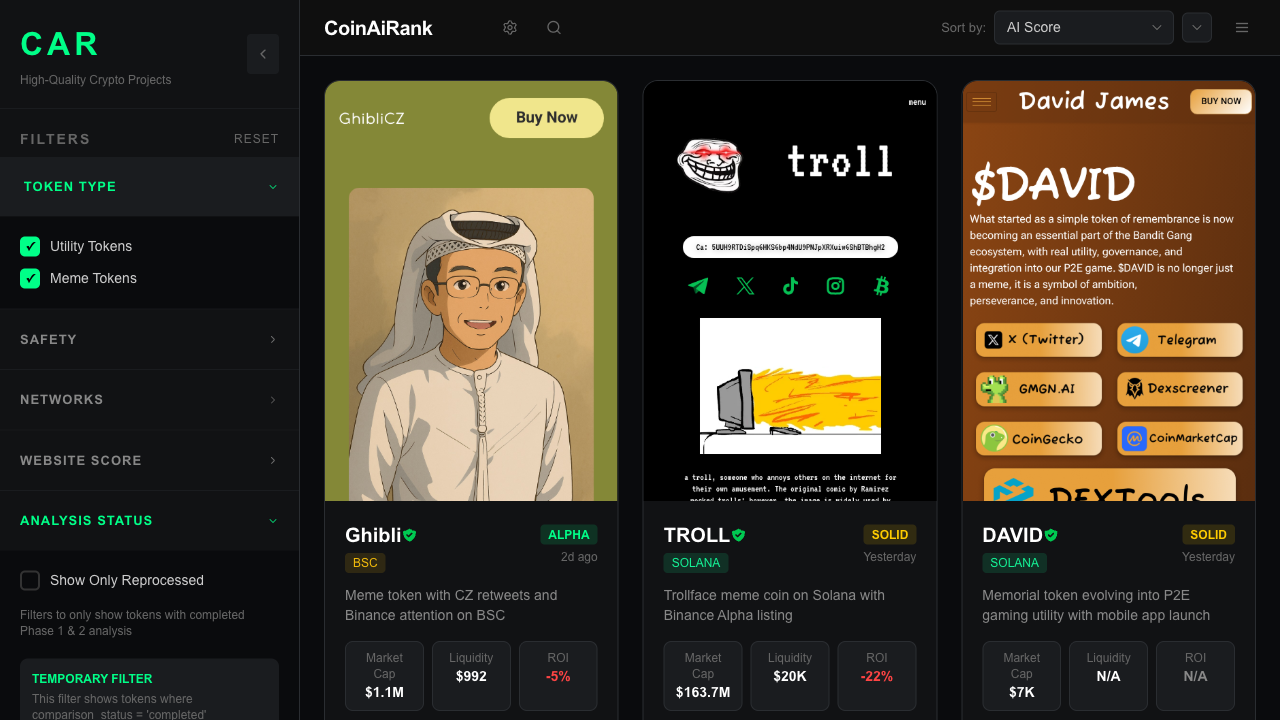 CAR
High-Quality Crypto Projects
FILTERS
RESET
TOKEN TYPE
Utility Tokens
Meme Tokens
SAFETY
NETWORKS
WEBSITE SCORE
ANALYSIS STATUS
Show Only Reprocessed
Filters to only show tokens with completed
Phase 1 & 2 analysis
TEMPORARY FILTER
This filter shows tokens where
comparison_status = 'completed'
CoinAiRank
Sort by:
AI Score
GhibliCZ
Buy Now
Ghibli
ALPHA
BSC
2d ago
Meme token with CZ retweets and
Binance attention on BSC
Market
Cap
$1.1M
Liquidity
$992
ROI
-5%
menu
troll
a troll, someone who annoys others on the internet for
their own amusement. The original comic by Ramirez
TROLL
SOLID
SOLANA
Yesterday
Trollface meme coin on Solana with
Binance Alpha listing
Market
Cap
$163.7M
Liquidity
$20K
ROI
-22%
David James
BUY NOW
$DAVID
What started as a simple token of remembrance is now
becoming an essential part of the Bandit Gang
ecosystem, with real utility, governance, and
integration into our P2E game. $DAVID is no longer just
a meme, it is a symbol of ambition,
perseverance, and innovation.
X (Twitter)
Telegram
GMGN.AI
Dexscreener
CoinGecko
CoinMarketCap
DEXTools
DAVID
SOLID
SOLANA
Yesterday
Memorial token evolving into P2E
gaming utility with mobile app launch
Market
Cap
$7K
Liquidity
N/A
ROI
N/A